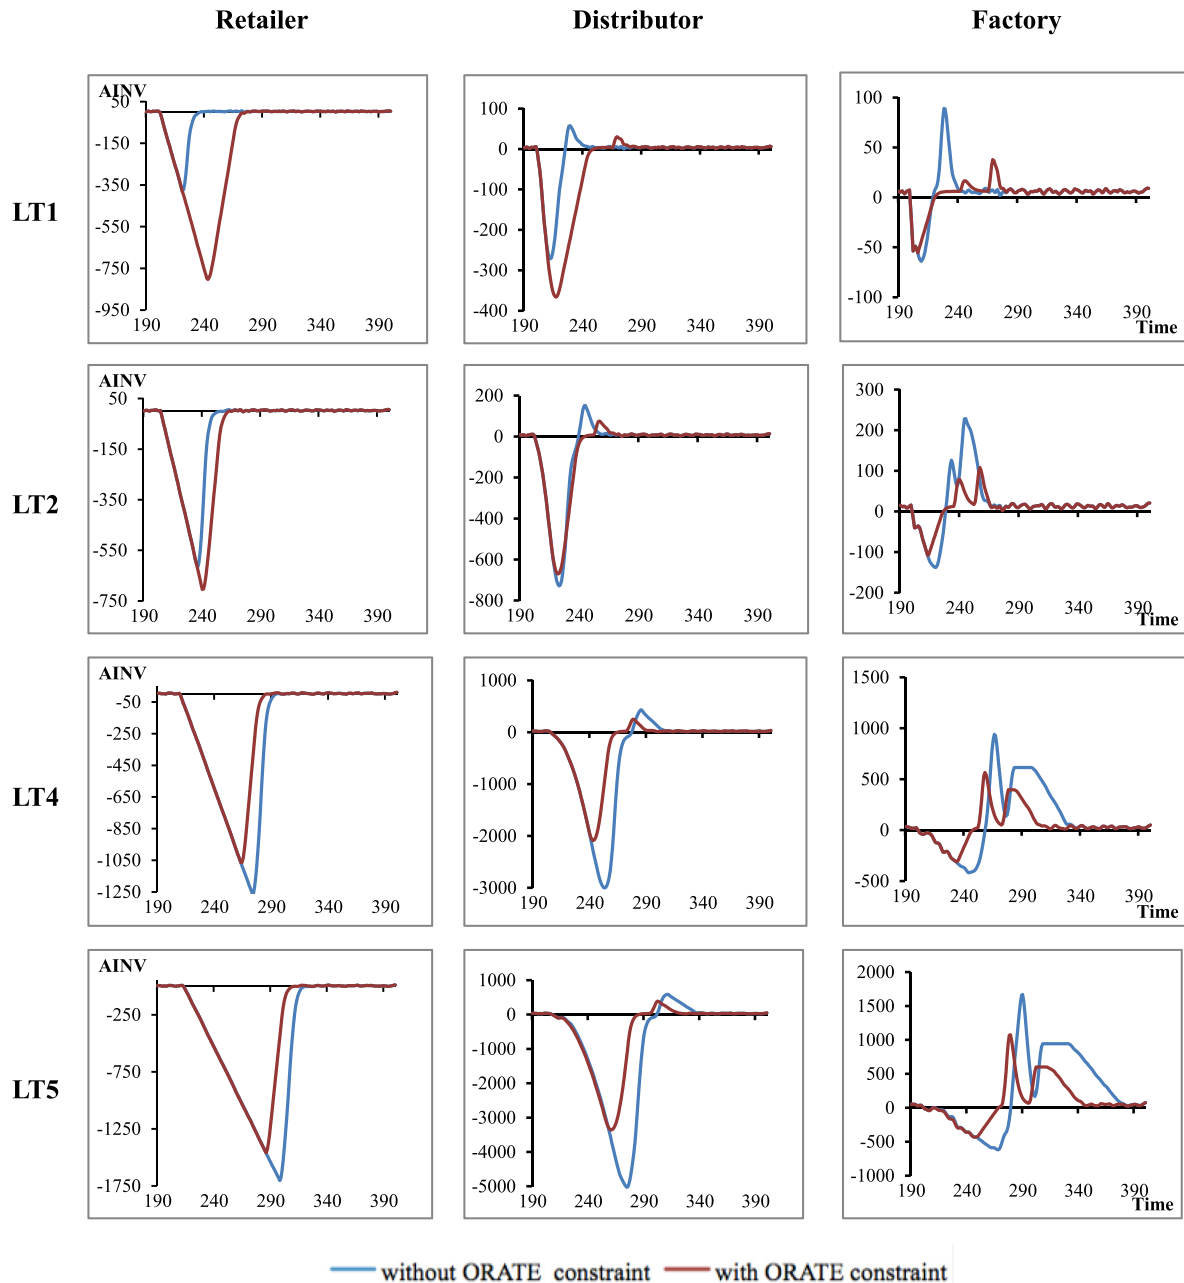 Retailer Distributor Factory
LT1
AINV
50
-150
-350
-550
-750
-950
190 240 290 340 390
100
0
-100
-200
-300
-400
190 240 290 340 390
100
50
0
-50
-100
190 240 290 340 390
Time
LT2
AINV
50
-150
-350
-550
-750
190 240 290 340 390
200
0
-200
-400
-600
-800
190 240 290 340 390
300
200
100
0
-100
-200
190 240 290 340 390
Time
LT4
AINV
-50
-250
-450
-650
-850
-1050
-1250
190 240 290 340 390
1000
0
-1000
-2000
-3000
190 240 290 340 390
1500
1000
500
0
-500
190 240 290 340 390
Time
LT5
AINV
-250
-750
-1250
-1750
190 240 290 340 390
1000
0
-1000
-2000
-3000
-4000
-5000
190 240 290 340 390
2000
1500
1000
500
0
-500
-1000
190 240 290 340 390
Time
without ORATE constraint with ORATE constraint